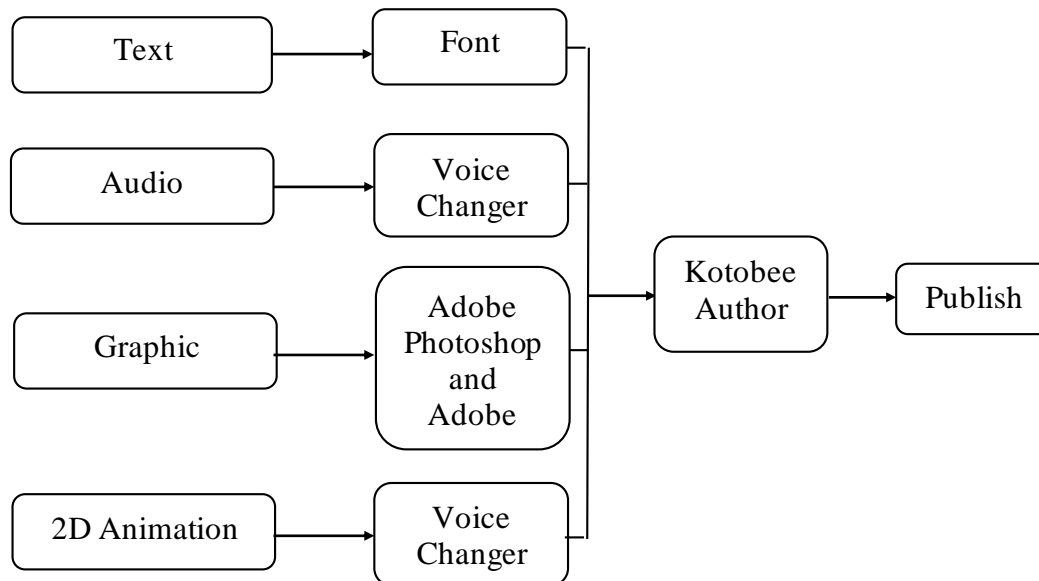 Text
Font
Audio
Voice
Changer
Graphic
Adobe
Photoshop
and
Adobe
2D Animation
Voice
Changer
Kotobee
Author
Publish